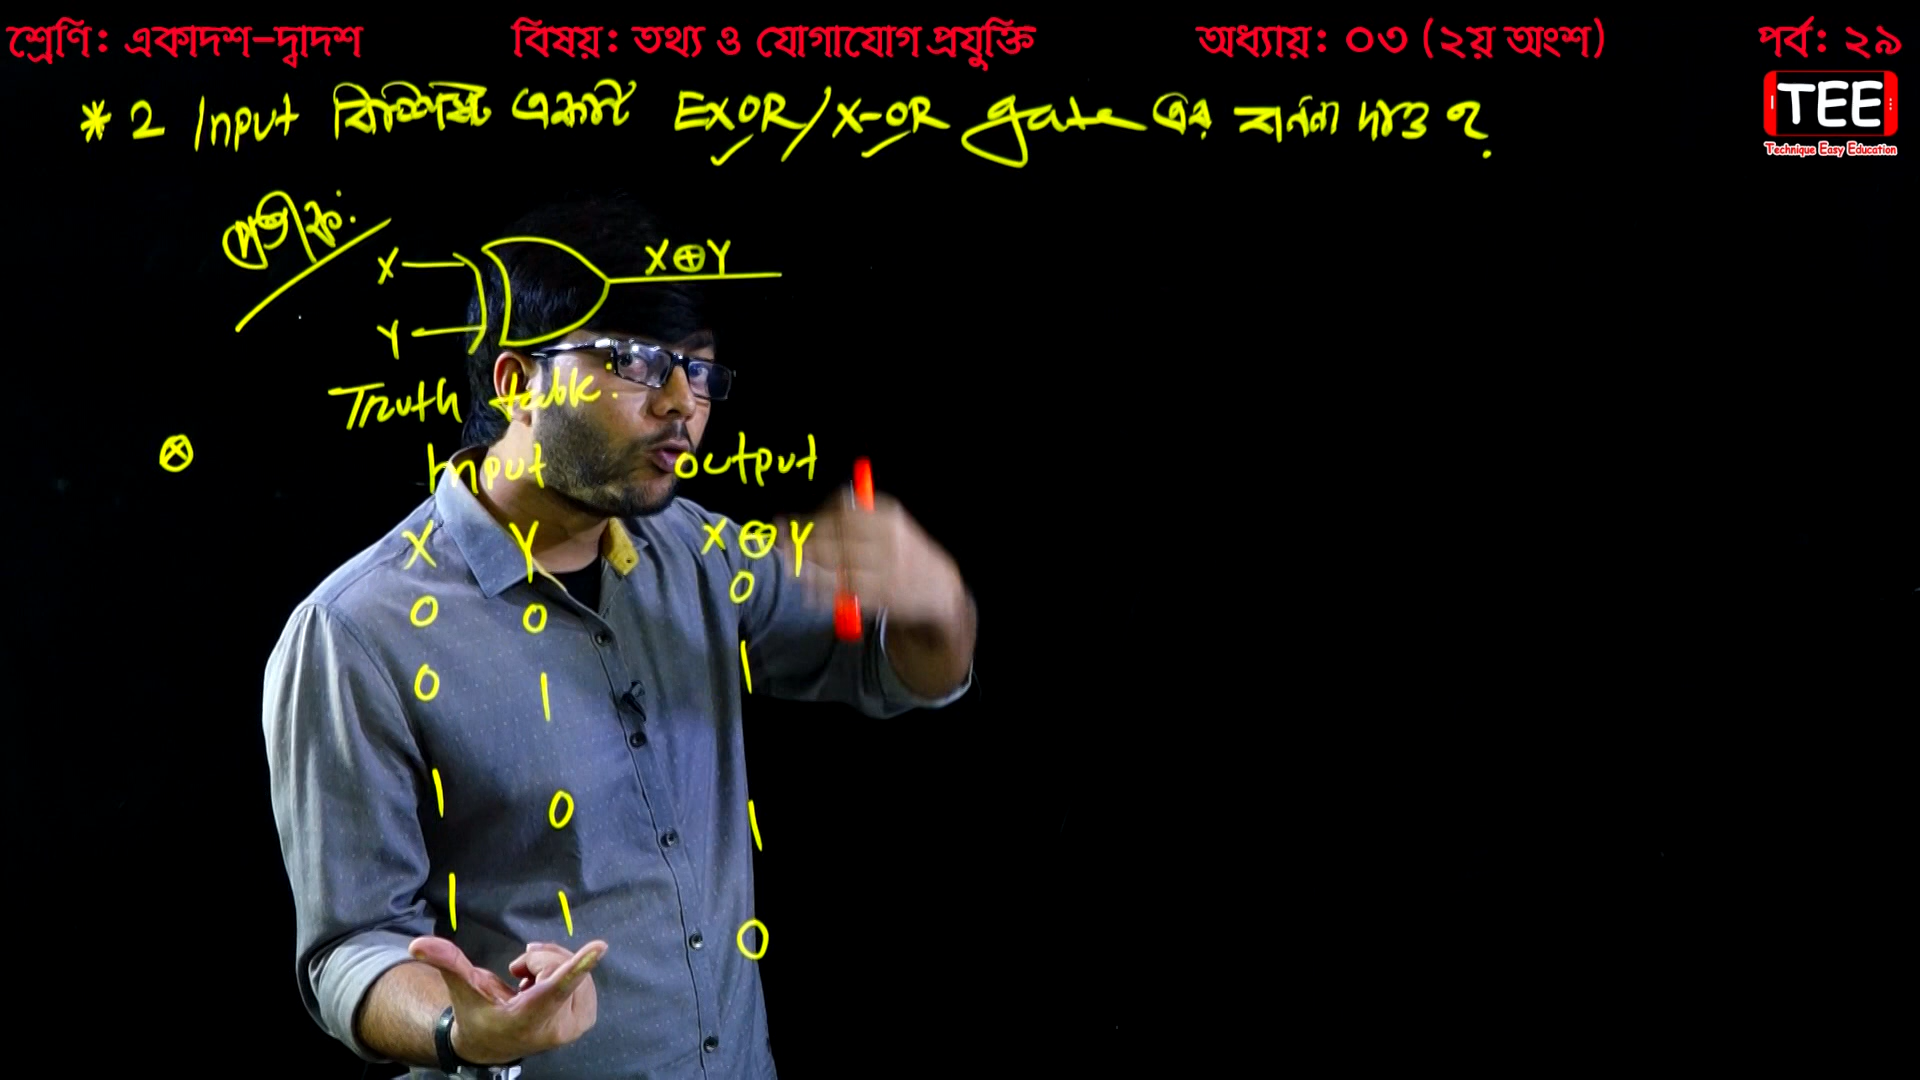 শ্রেণি: একাদশ-দ্বাদশ বিষয়: তথ্য ও যোগাযোগ প্রযুক্তি অধ্যায়: ০৩ (২য় অংশ) পর্ব: ২৯
TEE
Technique Easy Education
* 2 Input বিশিষ্ট একটি EXOR/X-OR gate এর বর্ননা দাও ?
প্রতীক:
X X⊕Y
Y
Truth table:
⊗
Input output
X Y X ⊕ Y
0 0 0
0 1 1
1 0 1
1 1 0